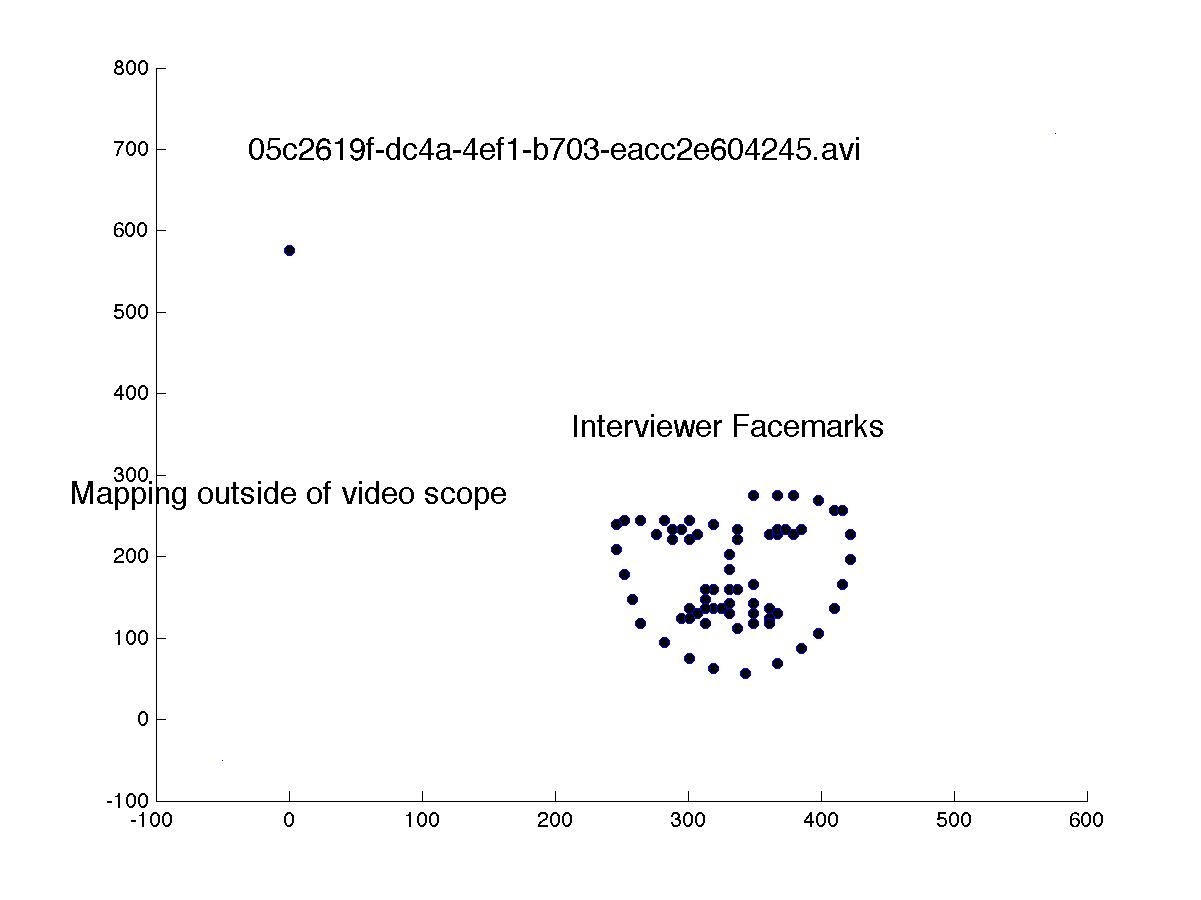 800
700
05c2619f-dc4a-4ef1-b703-eacc2e604245.avi
600
500
400
Interviewer Facemarks
300
Mapping outside of video scope
200
100
0
-100
-100 0 100 200 300 400 500 600